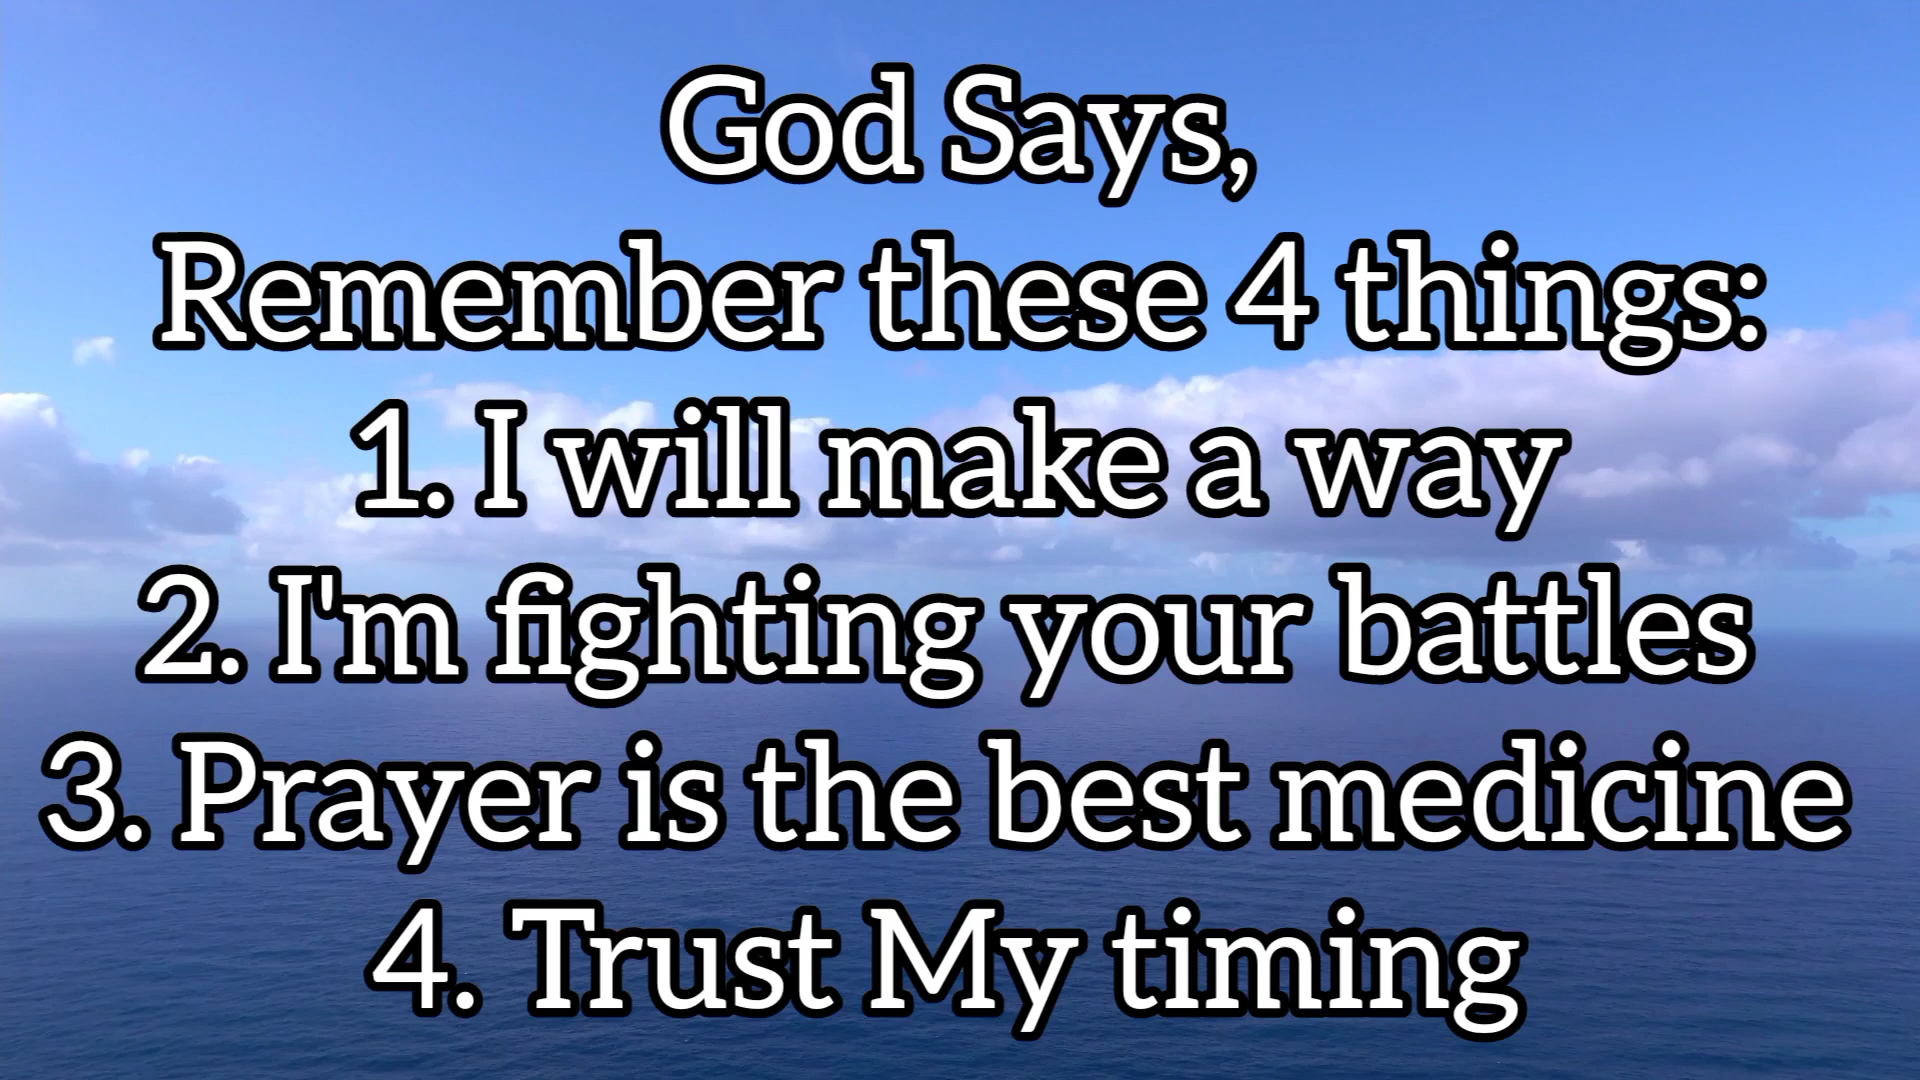 God Says,
Remember these 4 things:
1. I will make a way
2. I'm fighting your battles
3. Prayer is the best medicine
4. Trust My timing